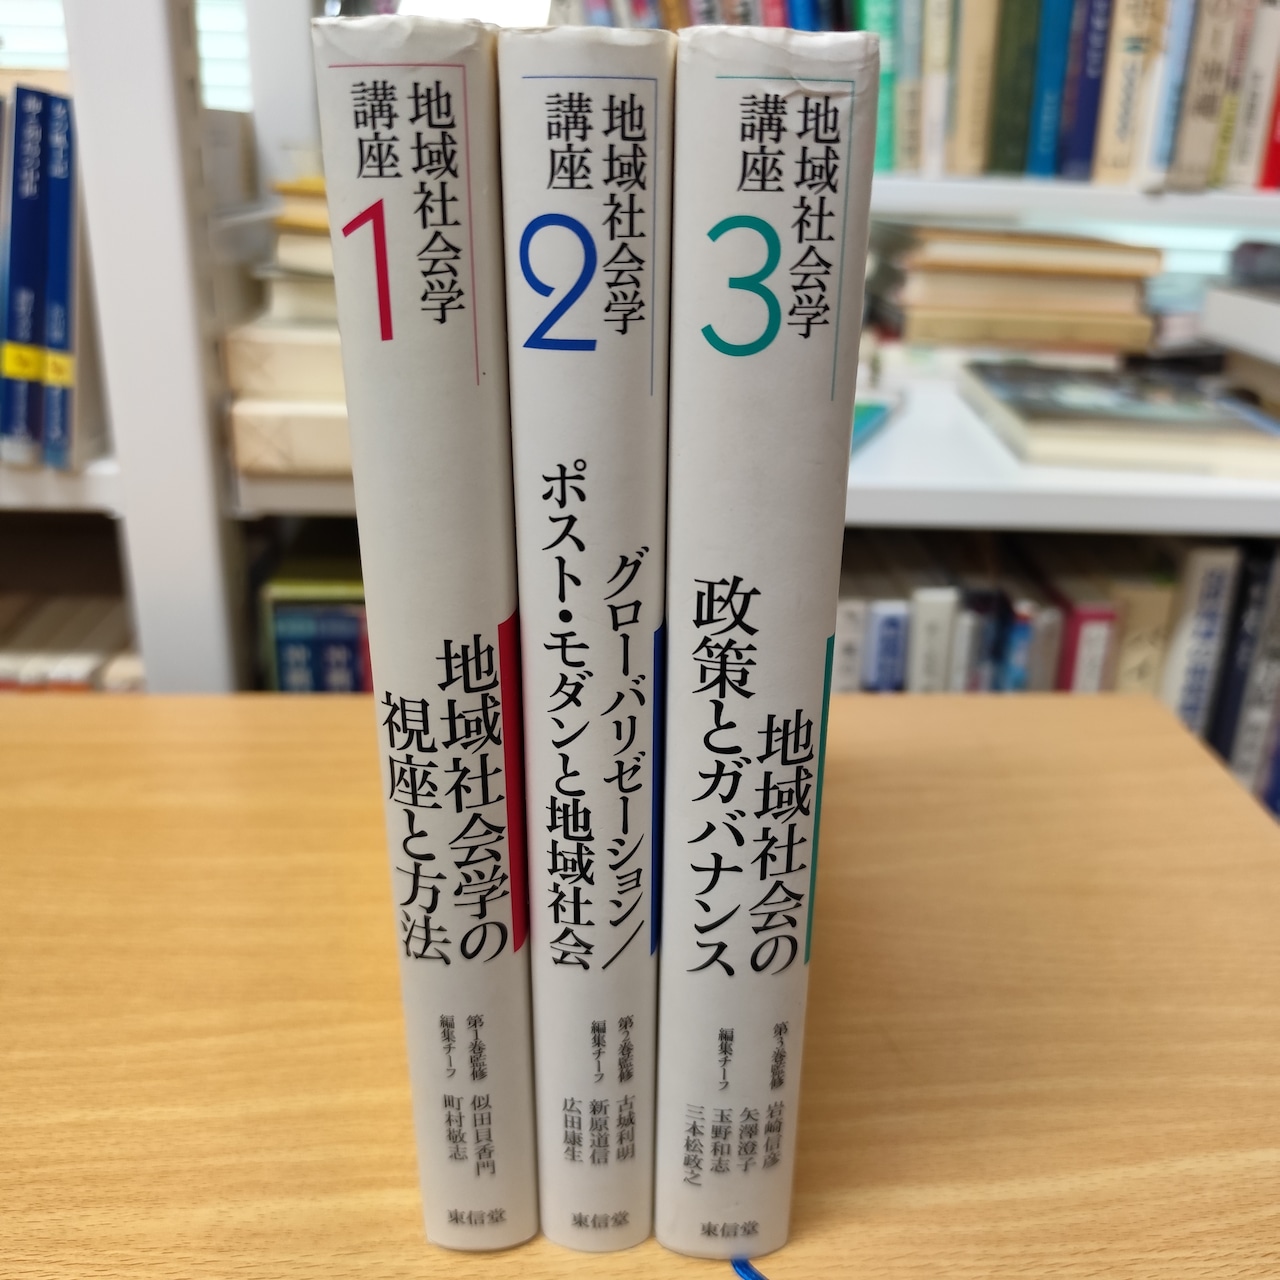 地域社会学
講座
1
地域社会学の
視座と方法
第1巻監修
似田貝香門
編集チーフ
町村敬志
東信堂
地域社会学
講座
2
グローバリゼーション/
ポスト・モダンと地域社会
第2巻監修
古城利明
編集チーフ
新原道信
広田康生
東信堂
地域社会学
講座
3
地域社会の
政策とガバナンス
第3巻監修
岩崎信彦
矢澤澄子
編集チーフ
玉野和志
三本松政之
東信堂